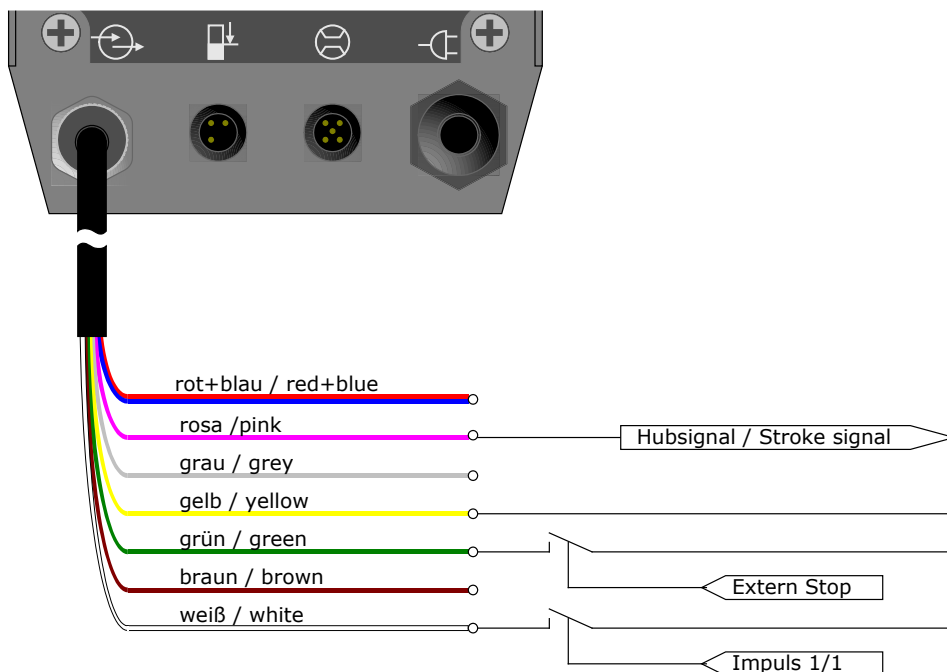 rot+blau / red+blue
rosa /pink
Hubsignal / Stroke signal
grau / grey
gelb / yellow
grün / green
braun / brown
Extern Stop
weiß / white
Impuls 1/1